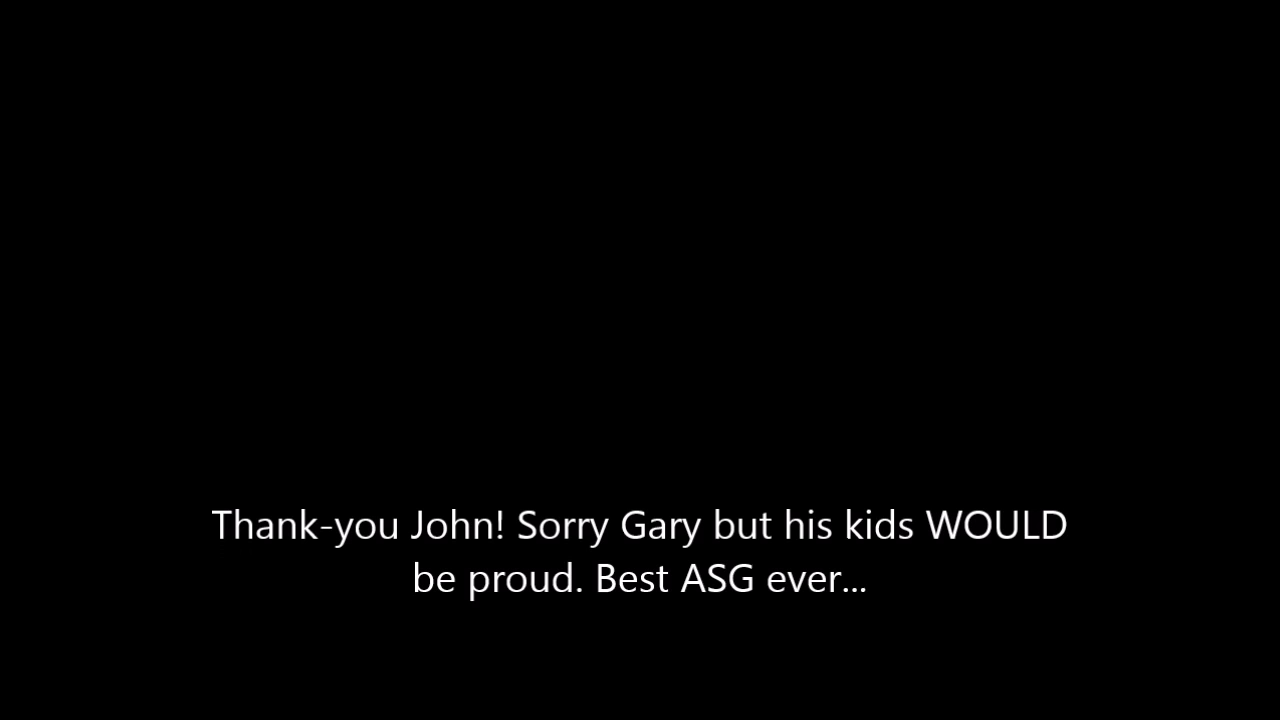 Thank-you John! Sorry Gary but his kids WOULD
be proud. Best ASG ever...